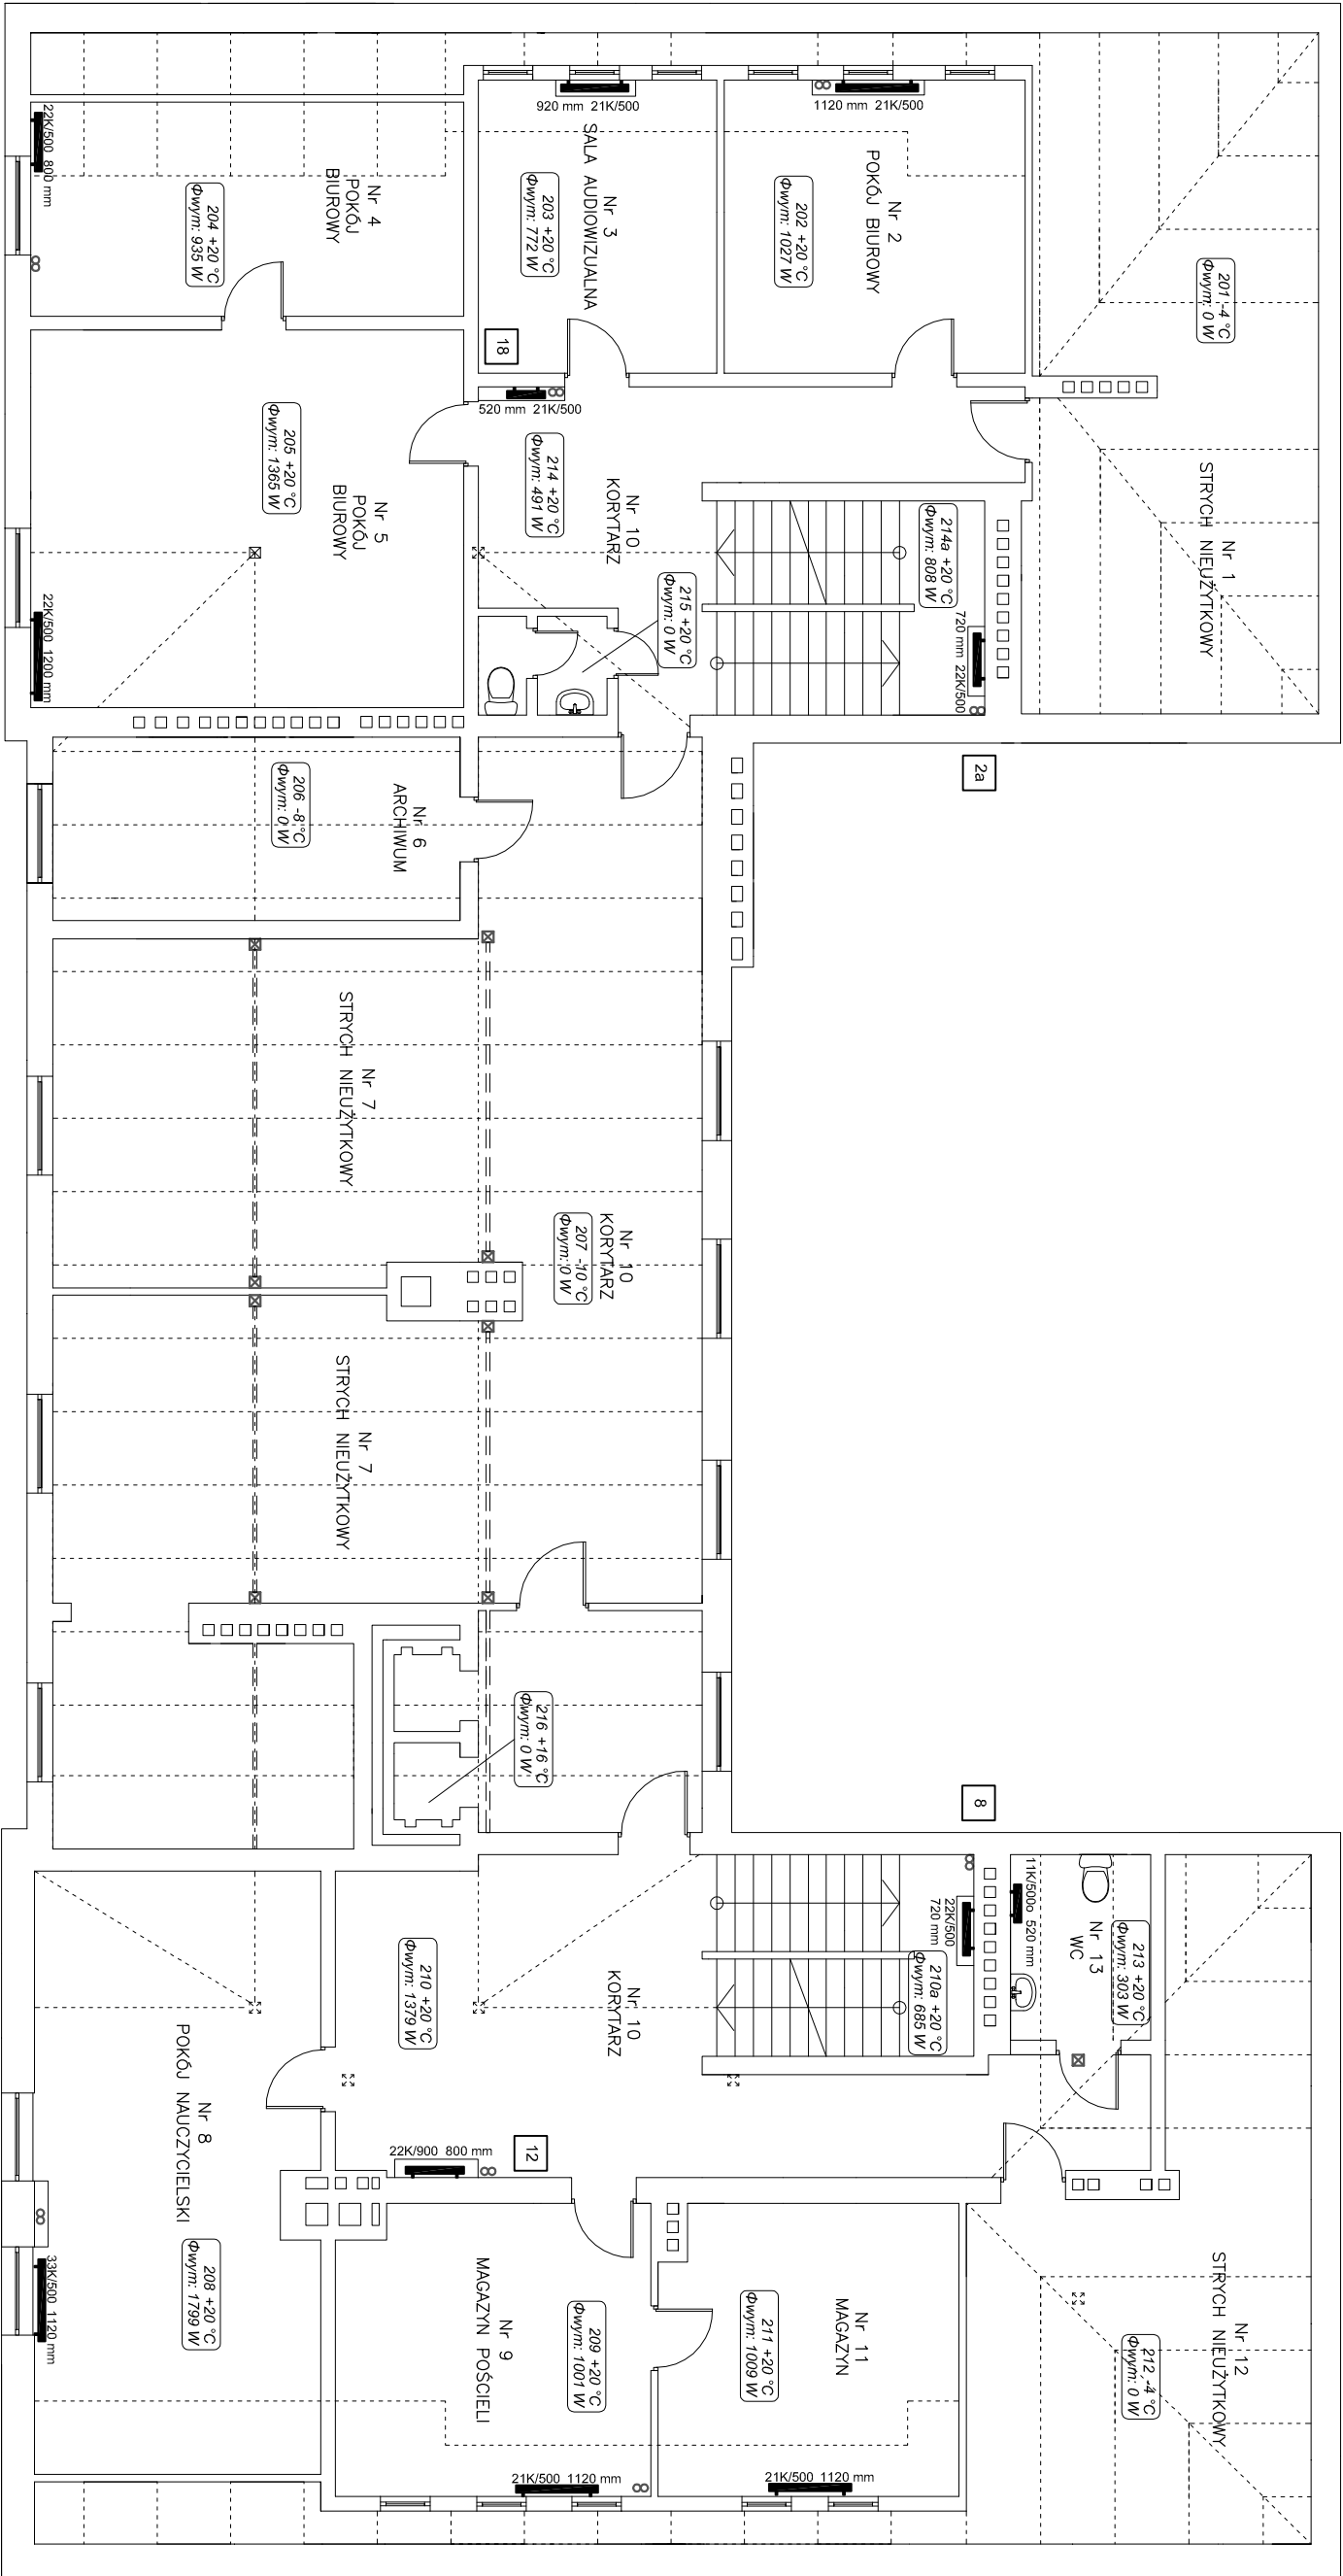 920 mm  21K/500
1120 mm  21K/500
22K/500  800 mm
Nr 4
POKÓJ
BIUROWY
204 +20 °C
Φwym: 935 W
Nr 3
SALA AUDIOWIZUALNA
203 +20 °C
Φwym: 772 W
Nr 2
POKÓJ BIUROWY
202 +20 °C
Φwym: 1027 W
201 -4 °C
Φwym: 0 W
Nr 1
STRYCH NIEUŻYTKOWY
18
520 mm  21K/500
Nr 5
POKÓJ
BIUROWY
205 +20 °C
Φwym: 1365 W
22K/500  1200 mm
Nr 10
KORYTARZ
214 +20 °C
Φwym: 491 W
214a +20 °C
Φwym: 808 W
720 mm  22K/500
215 +20 °C
Φwym: 0 W
2a
Nr 6
ARCHIWUM
206 -8 °C
Φwym: 0 W
Nr 7
STRYCH NIEUŻYTKOWY
Nr 10
KORYTARZ
207 -10 °C
Φwym: 0 W
Nr 7
STRYCH NIEUŻYTKOWY
216 +16 °C
Φwym: 0 W
8
11K/500o  520 mm
Nr 13
WC
213 +20 °C
Φwym: 303 W
22K/500
720 mm
210a +20 °C
Φwym: 685 W
Nr 10
KORYTARZ
210 +20 °C
Φwym: 1379 W
Nr 8
POKÓJ NAUCZYCIELSKI
208 +20 °C
Φwym: 1799 W
33K/500  1120 mm
22K/900  800 mm
12
Nr 9
MAGAZYN POŚCIELI
209 +20 °C
Φwym: 1001 W
Nr 11
MAGAZYN
211 +20 °C
Φwym: 1009 W
Nr 12
STRYCH NIEUŻYTKOWY
212 -4 °C
Φwym: 0 W
21K/500  1120 mm
21K/500  1120 mm